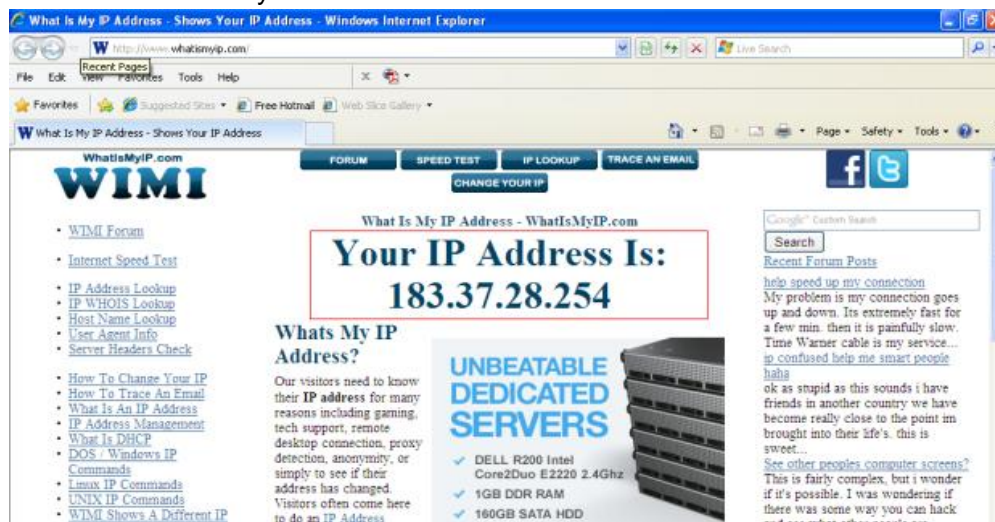 What Is My IP Address - Shows Your IP Address - Windows Internet Explorer
http://www.whatismyip.com/
Live Search
Recent Pages
File Edit View Favorites Tools Help
Favorites Suggested Sites Free Hotmail Web Slice Gallery
What Is My IP Address - Shows Your IP Address
Page Safety Tools
WhatIsMyIP.com
WIMI
FORUM SPEED TEST IP LOOKUP TRACE AN EMAIL
CHANGE YOUR IP
What Is My IP Address - WhatIsMyIP.com
Your IP Address Is:
183.37.28.254
WIMI Forum
Internet Speed Test
IP Address Lookup
IP WHOIS Lookup
Host Name Lookup
User Agent Info
Server Headers Check
How To Change Your IP
How To Trace An Email
What Is An IP Address
IP Address Management
What Is DHCP
DOS / Windows IP
Commands
Linux IP Commands
UNIX IP Commands
WIMI Shows A Different IP
Whats My IP
Address?
Our visitors need to know
their IP address for many
reasons including gaming,
tech support, remote
desktop connection, proxy
detection, anonymity, or
simply to see if their
address has changed.
Visitors often come here
to do an IP Address
UNBEATABLE
DEDICATED
SERVERS
DELL R200 Intel
Core2Duo E2220 2.4Ghz
1GB DDR RAM
160GB SATA HDD
Google Custom Search
Search
Recent Forum Posts
help speed up my connection
My problem is my connection goes
up and down. Its extremely fast for
a few min. then it is painfully slow.
Time Warner cable is my service...
ip confused help me smart people
haha
ok as stupid as this sounds i have
friends in another country we have
become really close to the point im
brought into their life's. this is
sweet...
See other peoples computer screens?
This is fairly complex, but i wonder
if it's possible. I was wondering if
there was some way you can hack